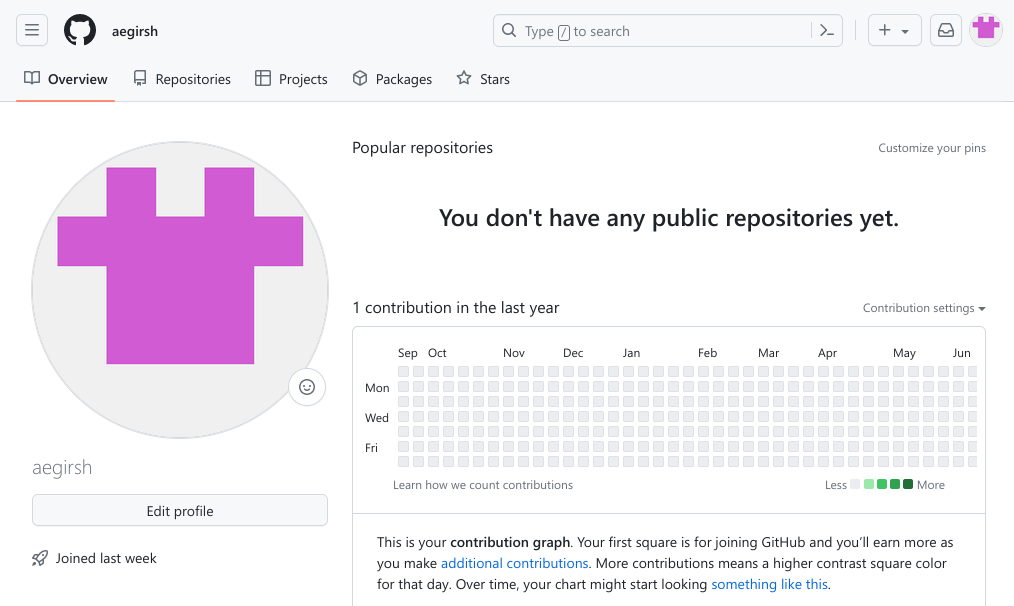 aegirsh
Type / to search
Overview Repositories Projects Packages Stars
Popular repositories Customize your pins
You don't have any public repositories yet.
1 contribution in the last year Contribution settings
Sep Oct Nov Dec Jan Feb Mar Apr May Jun
Mon
Wed
Fri
Learn how we count contributions Less More
aegirsh
Edit profile
Joined last week
This is your contribution graph. Your first square is for joining GitHub and you’ll earn more as
you make additional contributions. More contributions means a higher contrast square color
for that day. Over time, your chart might start looking something like this.